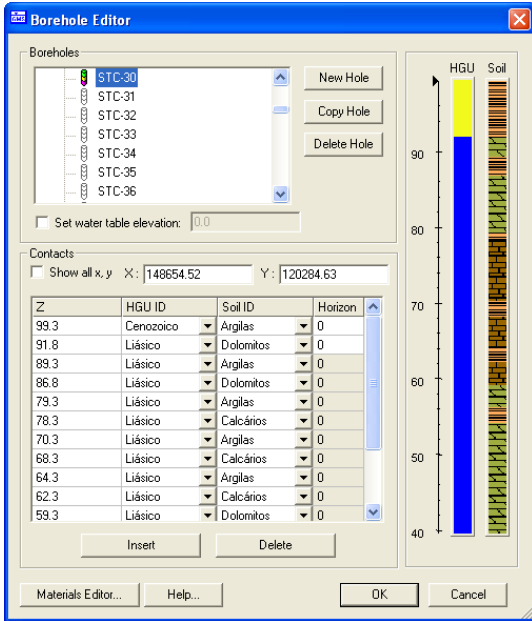 Borehole Editor
Boreholes
STC-30
STC-31
STC-32
STC-33
STC-34
STC-35
STC-36
New Hole
Copy Hole
Delete Hole
Set water table elevation: 0.0
Contacts
Show all x, y X: 148654.52 Y: 120284.63
Z HGU ID Soil ID Horizon
99.3 Cenozoico Argilas 0
91.8 Liásico Dolomitos 0
89.3 Liásico Argilas 0
86.8 Liásico Dolomitos 0
79.3 Liásico Argilas 0
78.3 Liásico Calcários 0
70.3 Liásico Argilas 0
68.3 Liásico Calcários 0
64.3 Liásico Argilas 0
62.3 Liásico Calcários 0
59.3 Liásico Dolomitos 0
Insert Delete
HGU Soil
90
80
70
60
50
40
Materials Editor... Help... OK Cancel